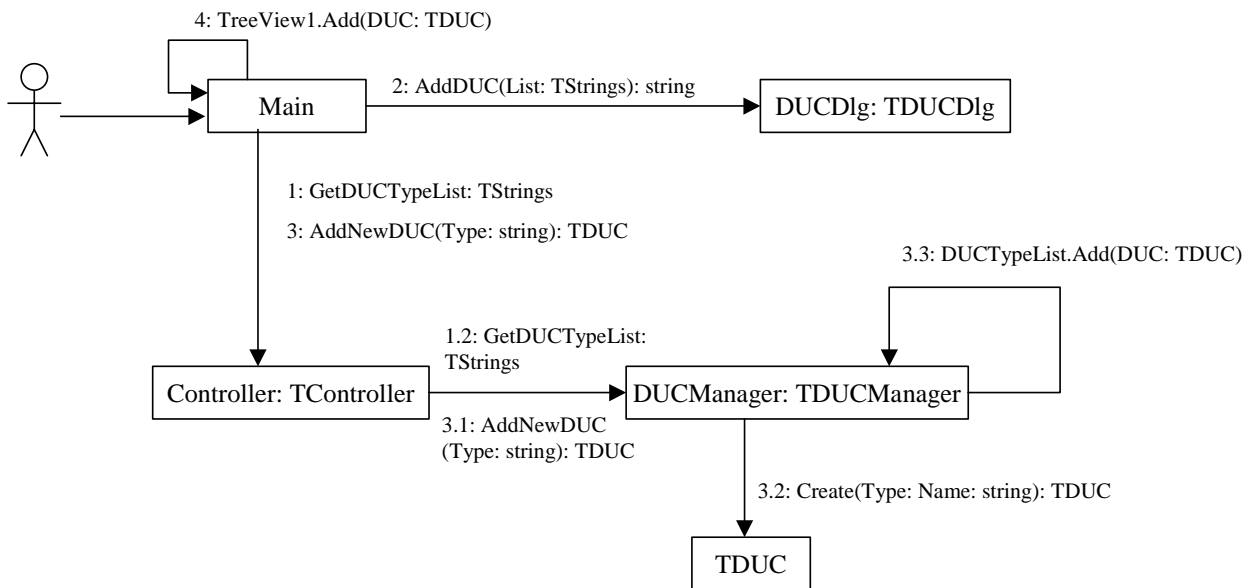 4: TreeView1.Add(DUC: TDUC)
Main
2: AddDUC(List: TStrings): string
DUCDlg: TDUCDlg
1: GetDUCTypeList: TStrings
3: AddNewDUC(Type: string): TDUC
3.3: DUCTypeList.Add(DUC: TDUC)
1.2: GetDUCTypeList:
TStrings
Controller: TController
DUCManager: TDUCManager
3.1: AddNewDUC
(Type: string): TDUC
3.2: Create(Type: Name: string): TDUC
TDUC